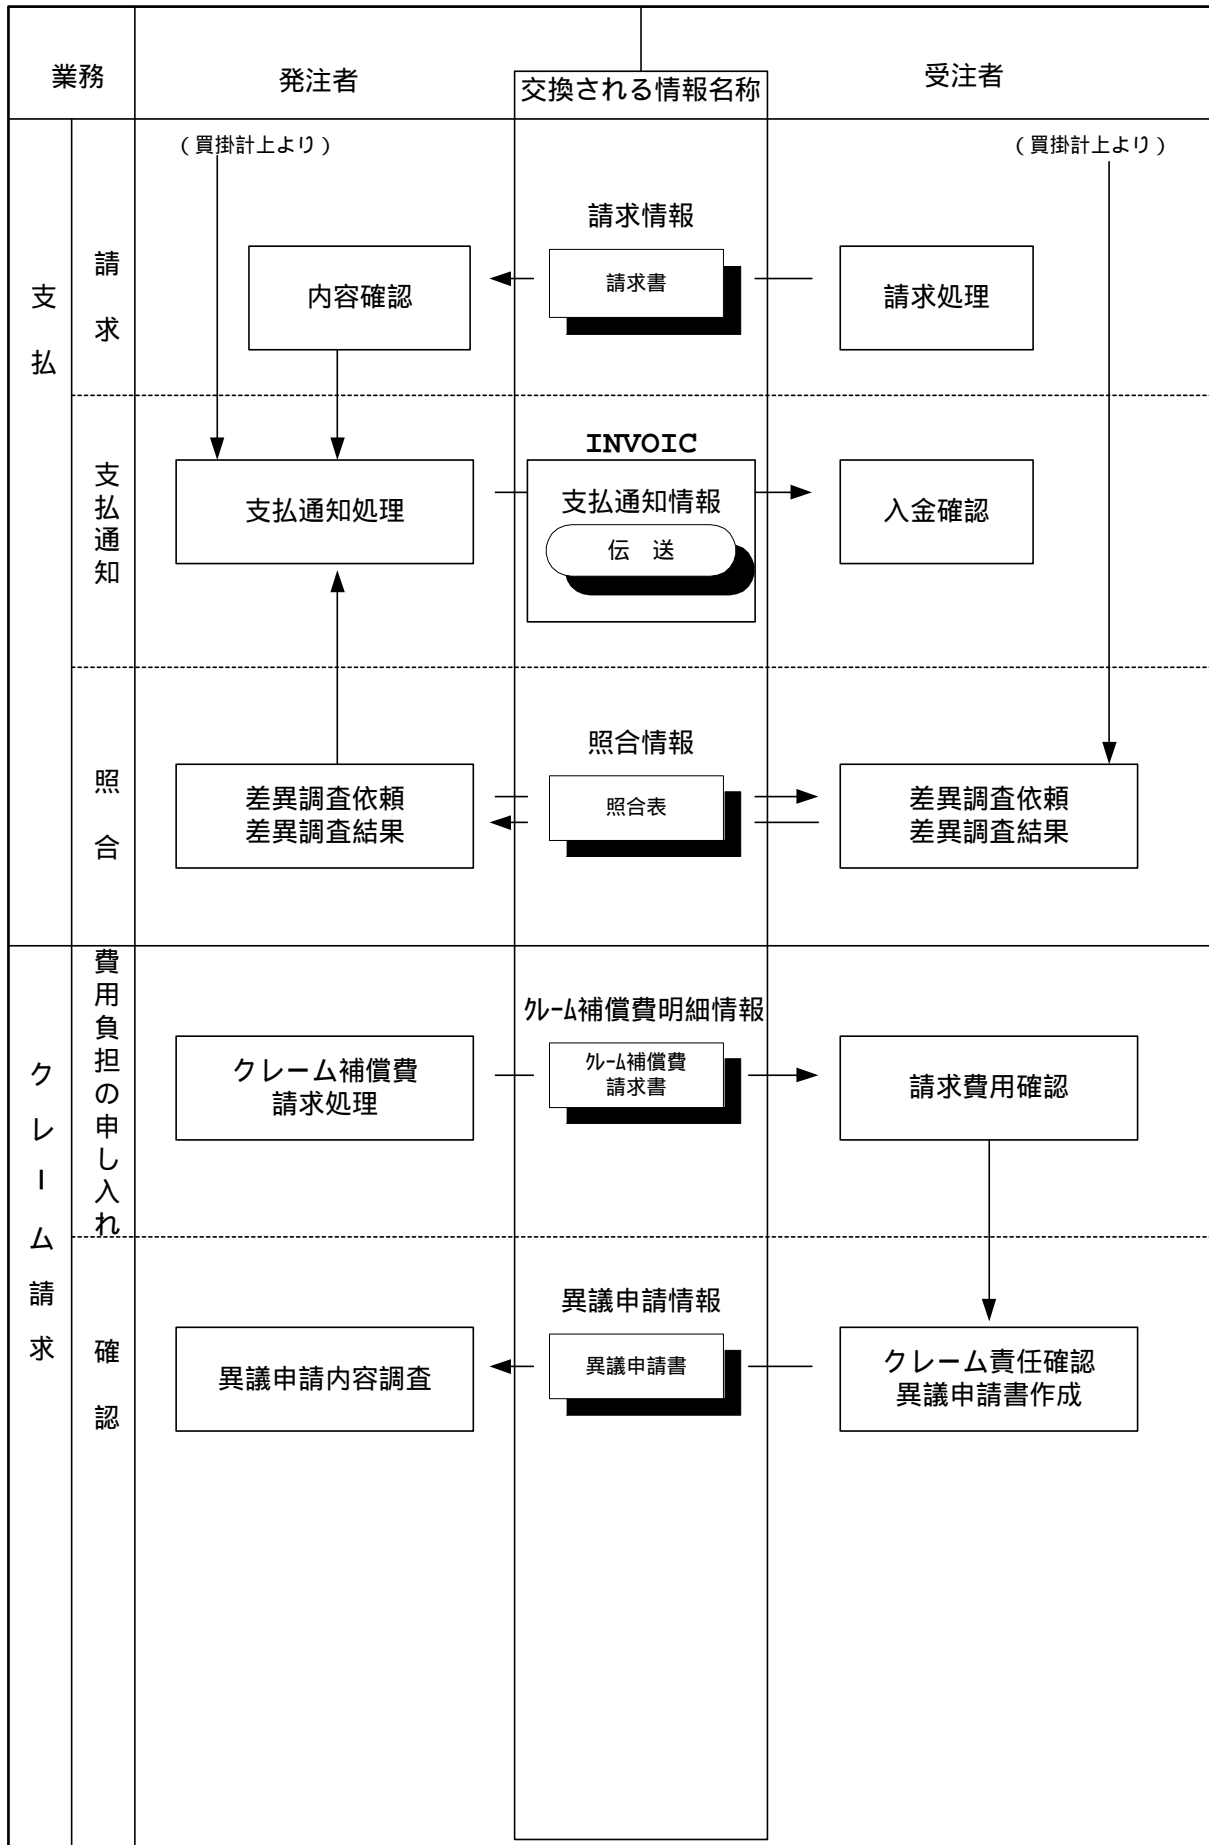 業務
発注者
交換される情報名称
受注者
支払
請求
(買掛計上より)
(買掛計上より)
請求情報
内容確認
請求書
請求処理
支払通知
INVOIC
支払通知処理
支払通知情報
伝 送
入金確認
照合
照合情報
差異調査依頼
差異調査結果
照合表
差異調査依頼
差異調査結果
クレーム請求
費用負担の申し入れ
クレーム補償費明細情報
クレーム補償費
請求処理
クレーム補償費
請求書
請求費用確認
確認
異議申請情報
異議申請内容調査
異議申請書
クレーム責任確認
異議申請書作成